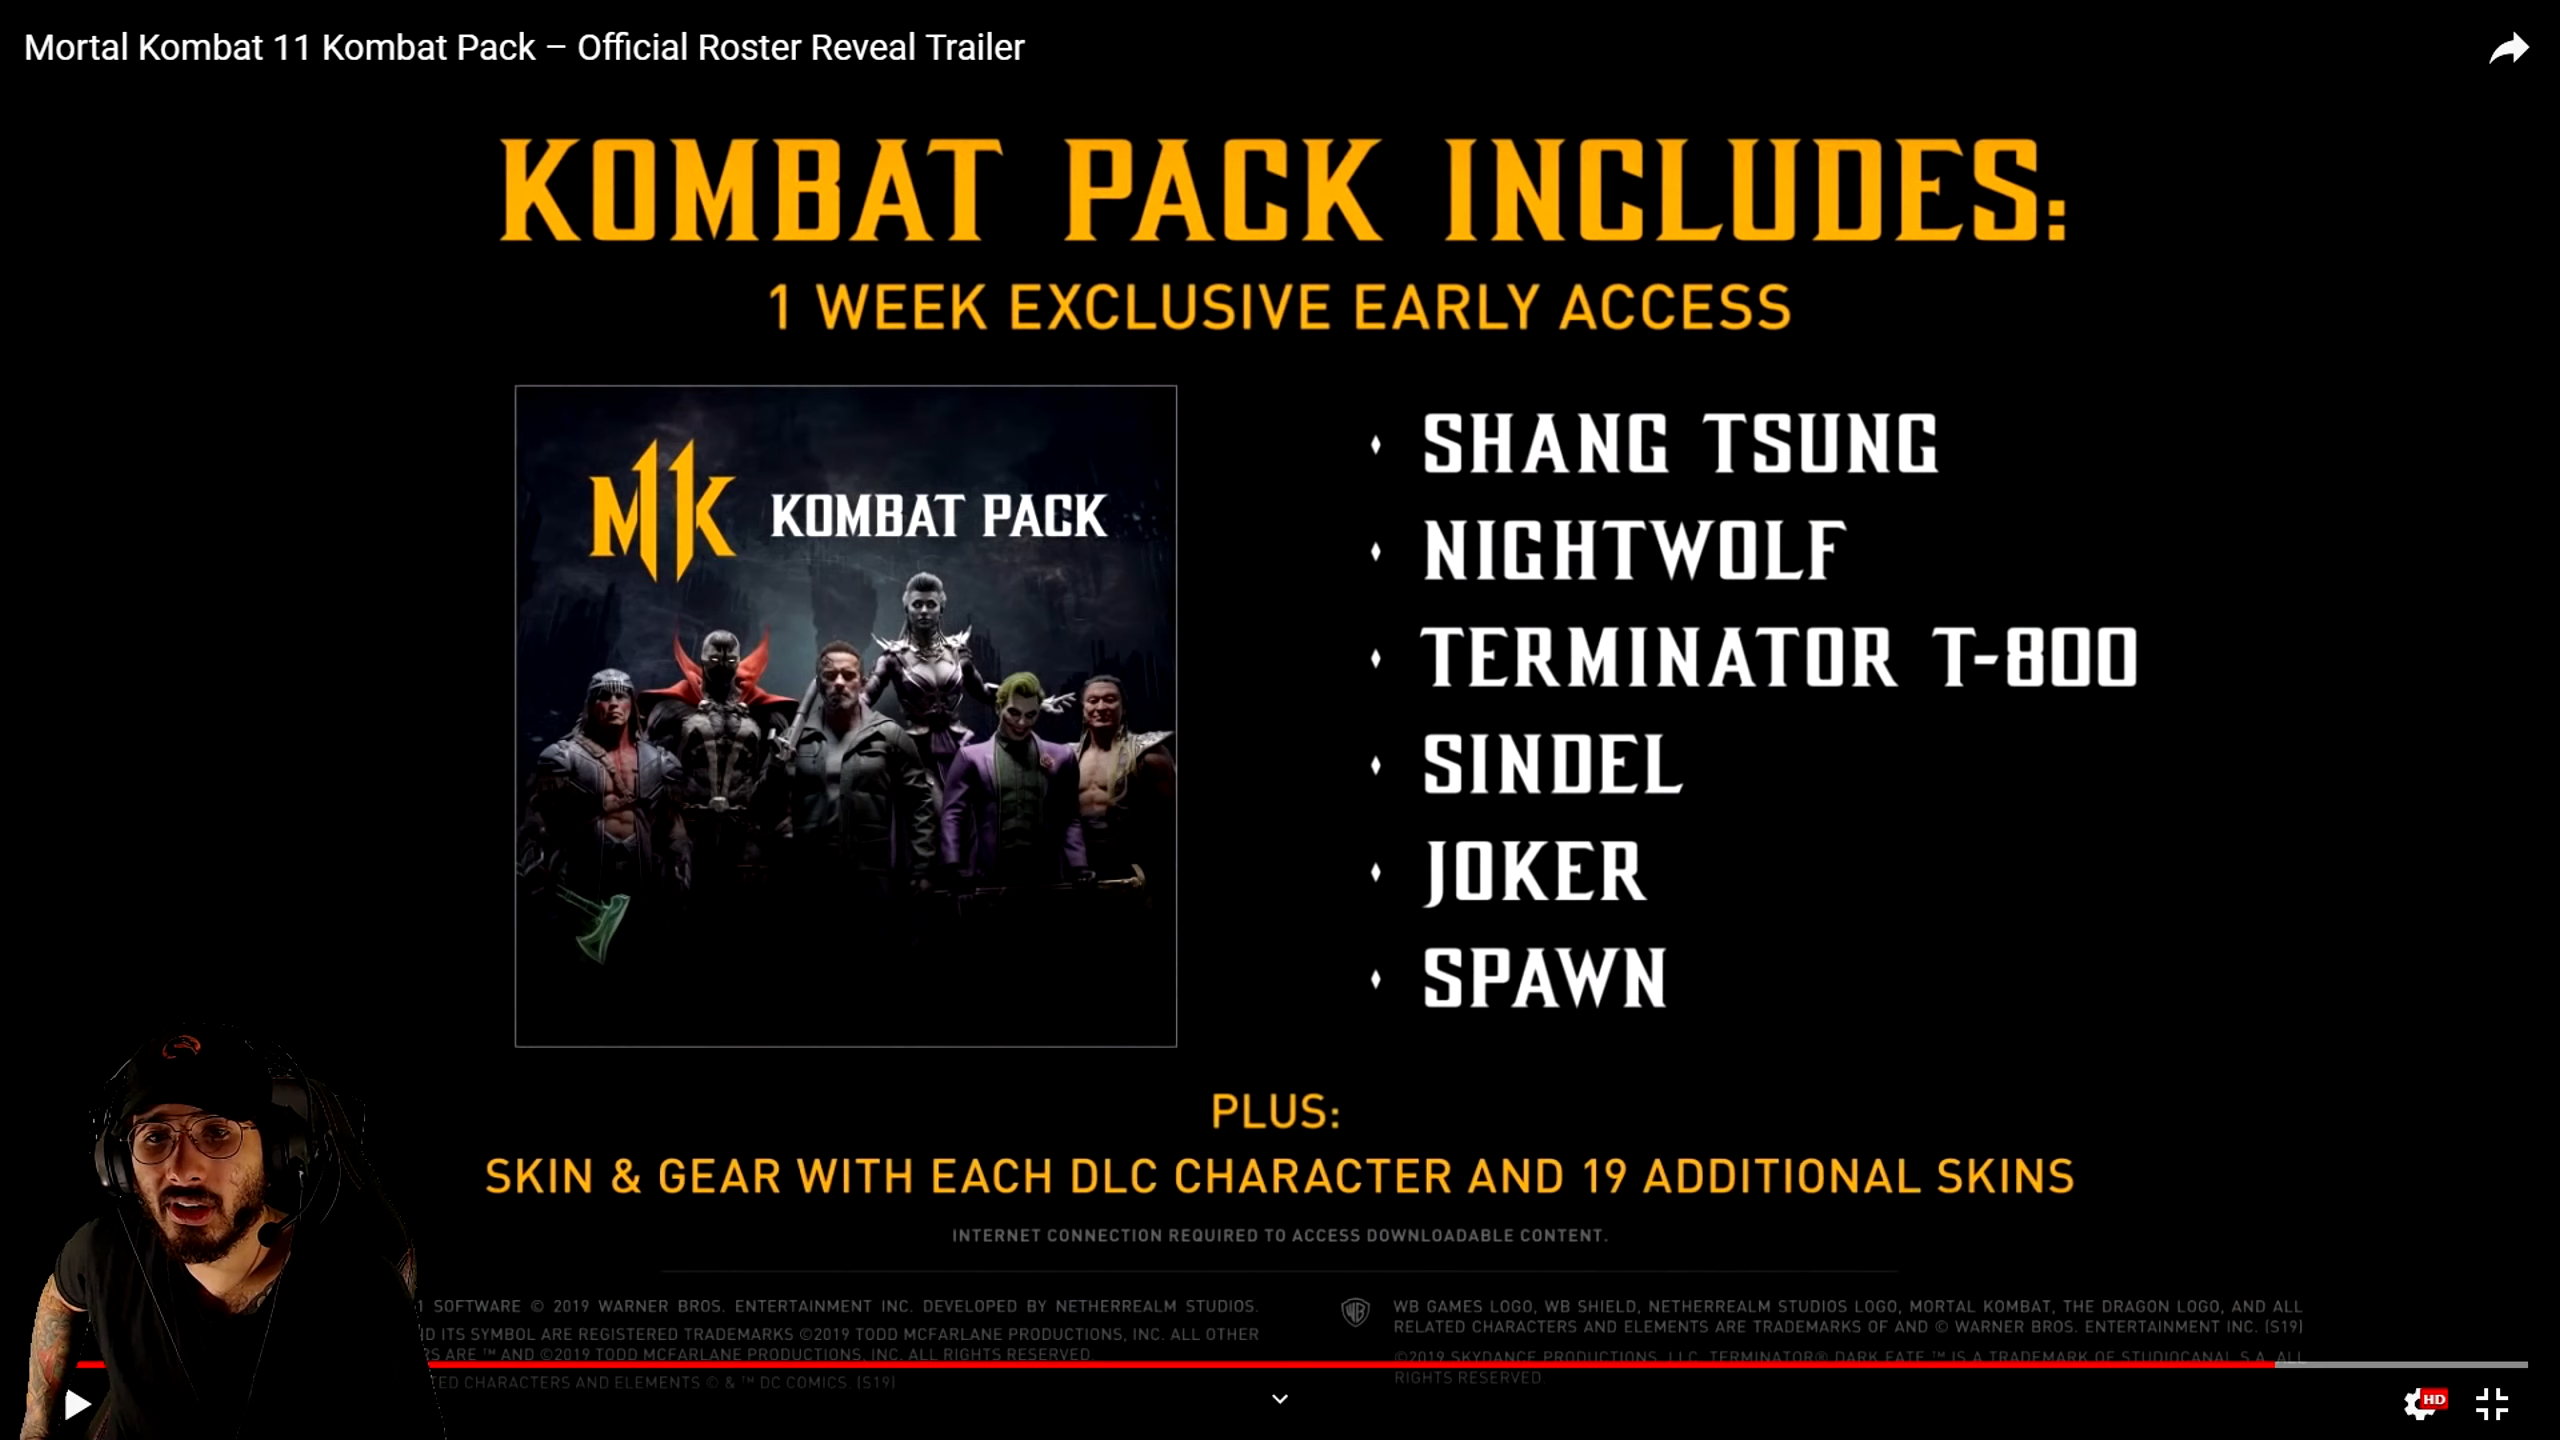 Mortal Kombat 11 Kombat Pack – Official Roster Reveal Trailer
KOMBAT PACK INCLUDES:
1 WEEK EXCLUSIVE EARLY ACCESS
MK11 KOMBAT PACK
SHANG TSUNG
NIGHTWOLF
TERMINATOR T-800
SINDEL
JOKER
SPAWN
PLUS:
SKIN & GEAR WITH EACH DLC CHARACTER AND 19 ADDITIONAL SKINS
INTERNET CONNECTION REQUIRED TO ACCESS DOWNLOADABLE CONTENT.
SOFTWARE © 2019 WARNER BROS. ENTERTAINMENT INC. DEVELOPED BY NETHERREALM STUDIOS.
ITS SYMBOL ARE REGISTERED TRADEMARKS ©2019 TODD MCFARLANE PRODUCTIONS, INC. ALL OTHER
ARE ™ AND ©2019 TODD MCFARLANE PRODUCTIONS, INC. ALL RIGHTS RESERVED.
CHARACTERS AND ELEMENTS © & ™ DC COMICS. (S19)
WB GAMES LOGO, WB SHIELD, NETHERREALM STUDIOS LOGO, MORTAL KOMBAT, THE DRAGON LOGO, AND ALL
RELATED CHARACTERS AND ELEMENTS ARE TRADEMARKS OF AND © WARNER BROS. ENTERTAINMENT INC. (S19)
©2019 SKYDANCE PRODUCTIONS, LLC. TERMINATOR® DARK FATE ™ IS A TRADEMARK OF STUDIOCANAL S.A. ALL
RIGHTS RESERVED.
HD